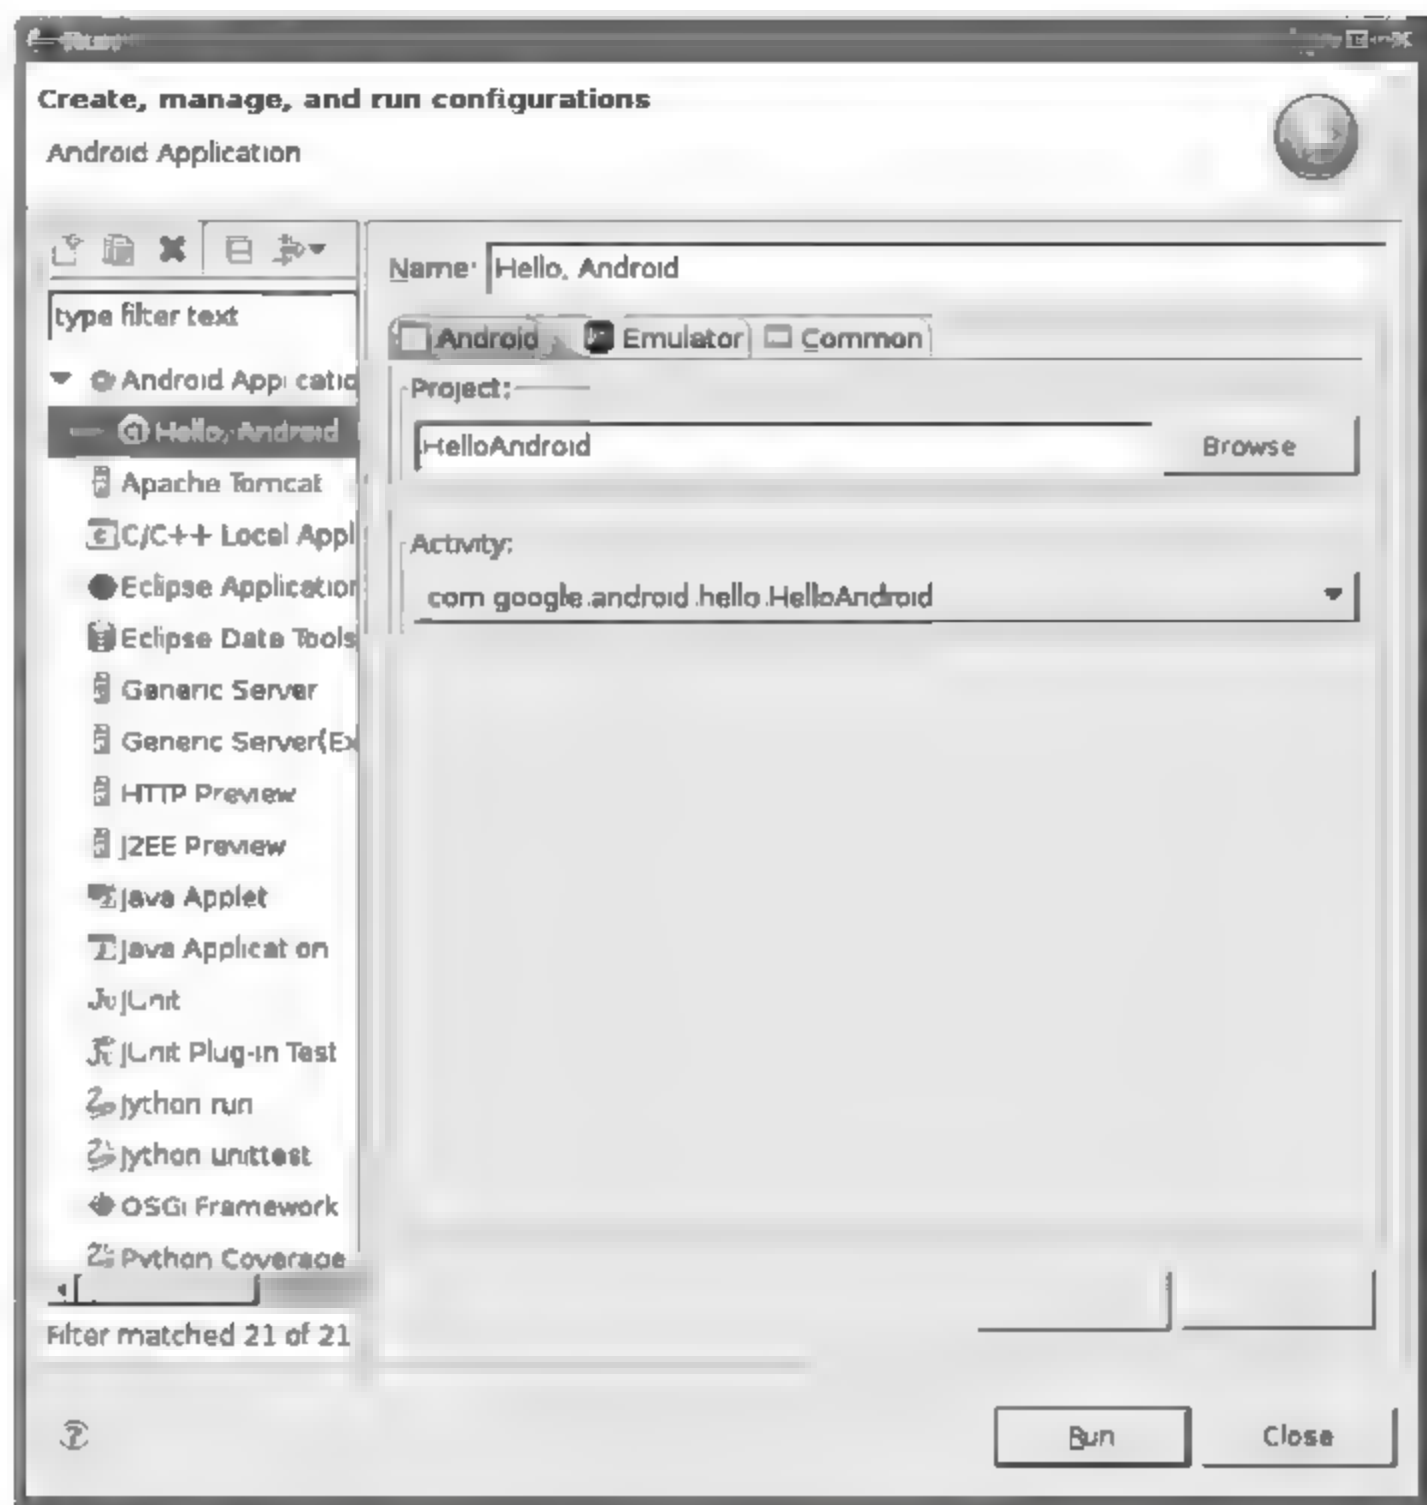 Create, manage, and run configurations
Android Application
Name: Hello, Android
type filter text
Android Emulator Common
Android Applicatio
Project:
Hello, Android
HelloAndroid Browse
Apache Tomcat
C/C++ Local Appl
Activity:
Eclipse Application
com.google.android.hello.HelloAndroid
Eclipse Data Tools
Generic Server
Generic Server(Ex
HTTP Preview
J2EE Preview
Java Applet
Java Application
Ju JUnit
JUnit Plug-in Test
Jython run
Jython unittest
OSGi Framework
Python Coverage
Filter matched 21 of 21
Run Close